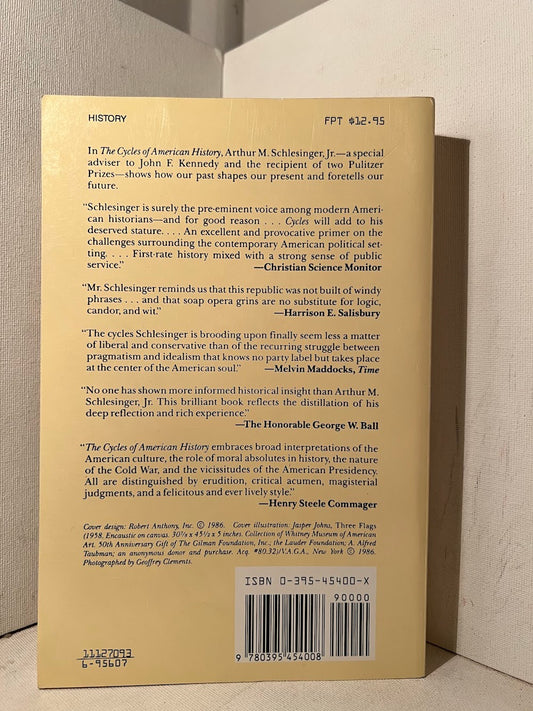 HISTORY
FPT $12.95
In The Cycles of American History, Arthur M. Schlesinger, Jr.—a special
adviser to John F. Kennedy and the recipient of two Pulitzer
Prizes—shows how our past shapes our present and foretells our
future.
"Schlesinger is surely the pre-eminent voice among modern Ameri-
can historians—and for good reason . . . Cycles will add to his
deserved stature. . . . An excellent and provocative primer on the
challenges surrounding the contemporary American political set-
ting. . . . First-rate history mixed with a strong sense of public
service."
—Christian Science Monitor
"Mr. Schlesinger reminds us that this republic was not built of windy
phrases . . . and that soap opera grins are no substitute for logic,
candor, and wit."
—Harrison E. Salisbury
"The cycles Schlesinger is brooding upon finally seem less a matter
of liberal and conservative than of the recurring struggle between
pragmatism and idealism that knows no party label but takes place
at the center of the American soul."
—Melvin Maddocks, Time
"No one has shown more informed historical insight than Arthur M.
Schlesinger, Jr. This brilliant book reflects the distillation of his
deep reflection and rich experience."
—The Honorable George W. Ball
"The Cycles of American History embraces broad interpretations of the
American culture, the role of moral absolutes in history, the nature
of the Cold War, and the vicissitudes of the American Presidency.
All are distinguished by erudition, critical acumen, magisterial
judgments, and a felicitous and ever lively style."
—Henry Steele Commager
Cover design: Robert Anthony, Inc. © 1986. Cover illustration: Jasper Johns, Three Flags
(1958, Encaustic on canvas. 30⅞ x 45½ x 5 inches. Collection of Whitney Museum of American
Art. 50th Anniversary Gift of The Gilman Foundation, Inc., the Lauder Foundation; A. Alfred
Taubman; an anonymous donor and purchase. Acq. #80.32)/V.A.G.A., New York © 1986.
Photographed by Geoffrey Clements.
ISBN 0-395-45400-X
90000
9 780395 454008
11127093
6-95607